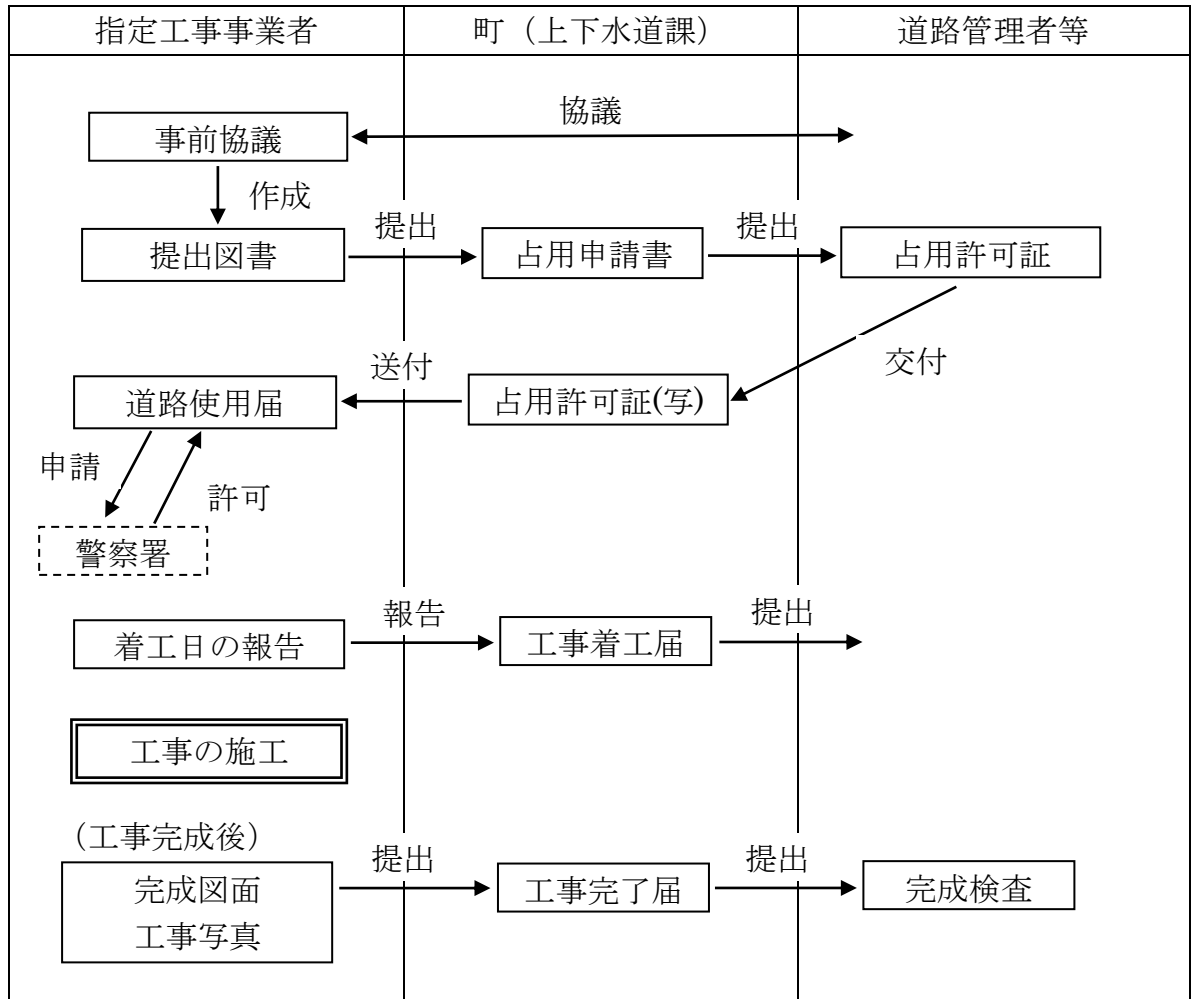 指定工事事業者
町（上下水道課）
道路管理者等
協議
事前協議
作成
提出
提出
提出図書
占用申請書
占用許可証
交付
送付
道路使用届
占用許可証(写)
申請
許可
警察署
報告
提出
着工日の報告
工事着工届
工事の施工
（工事完成後）
提出
提出
完成図面
工事写真
工事完了届
完成検査